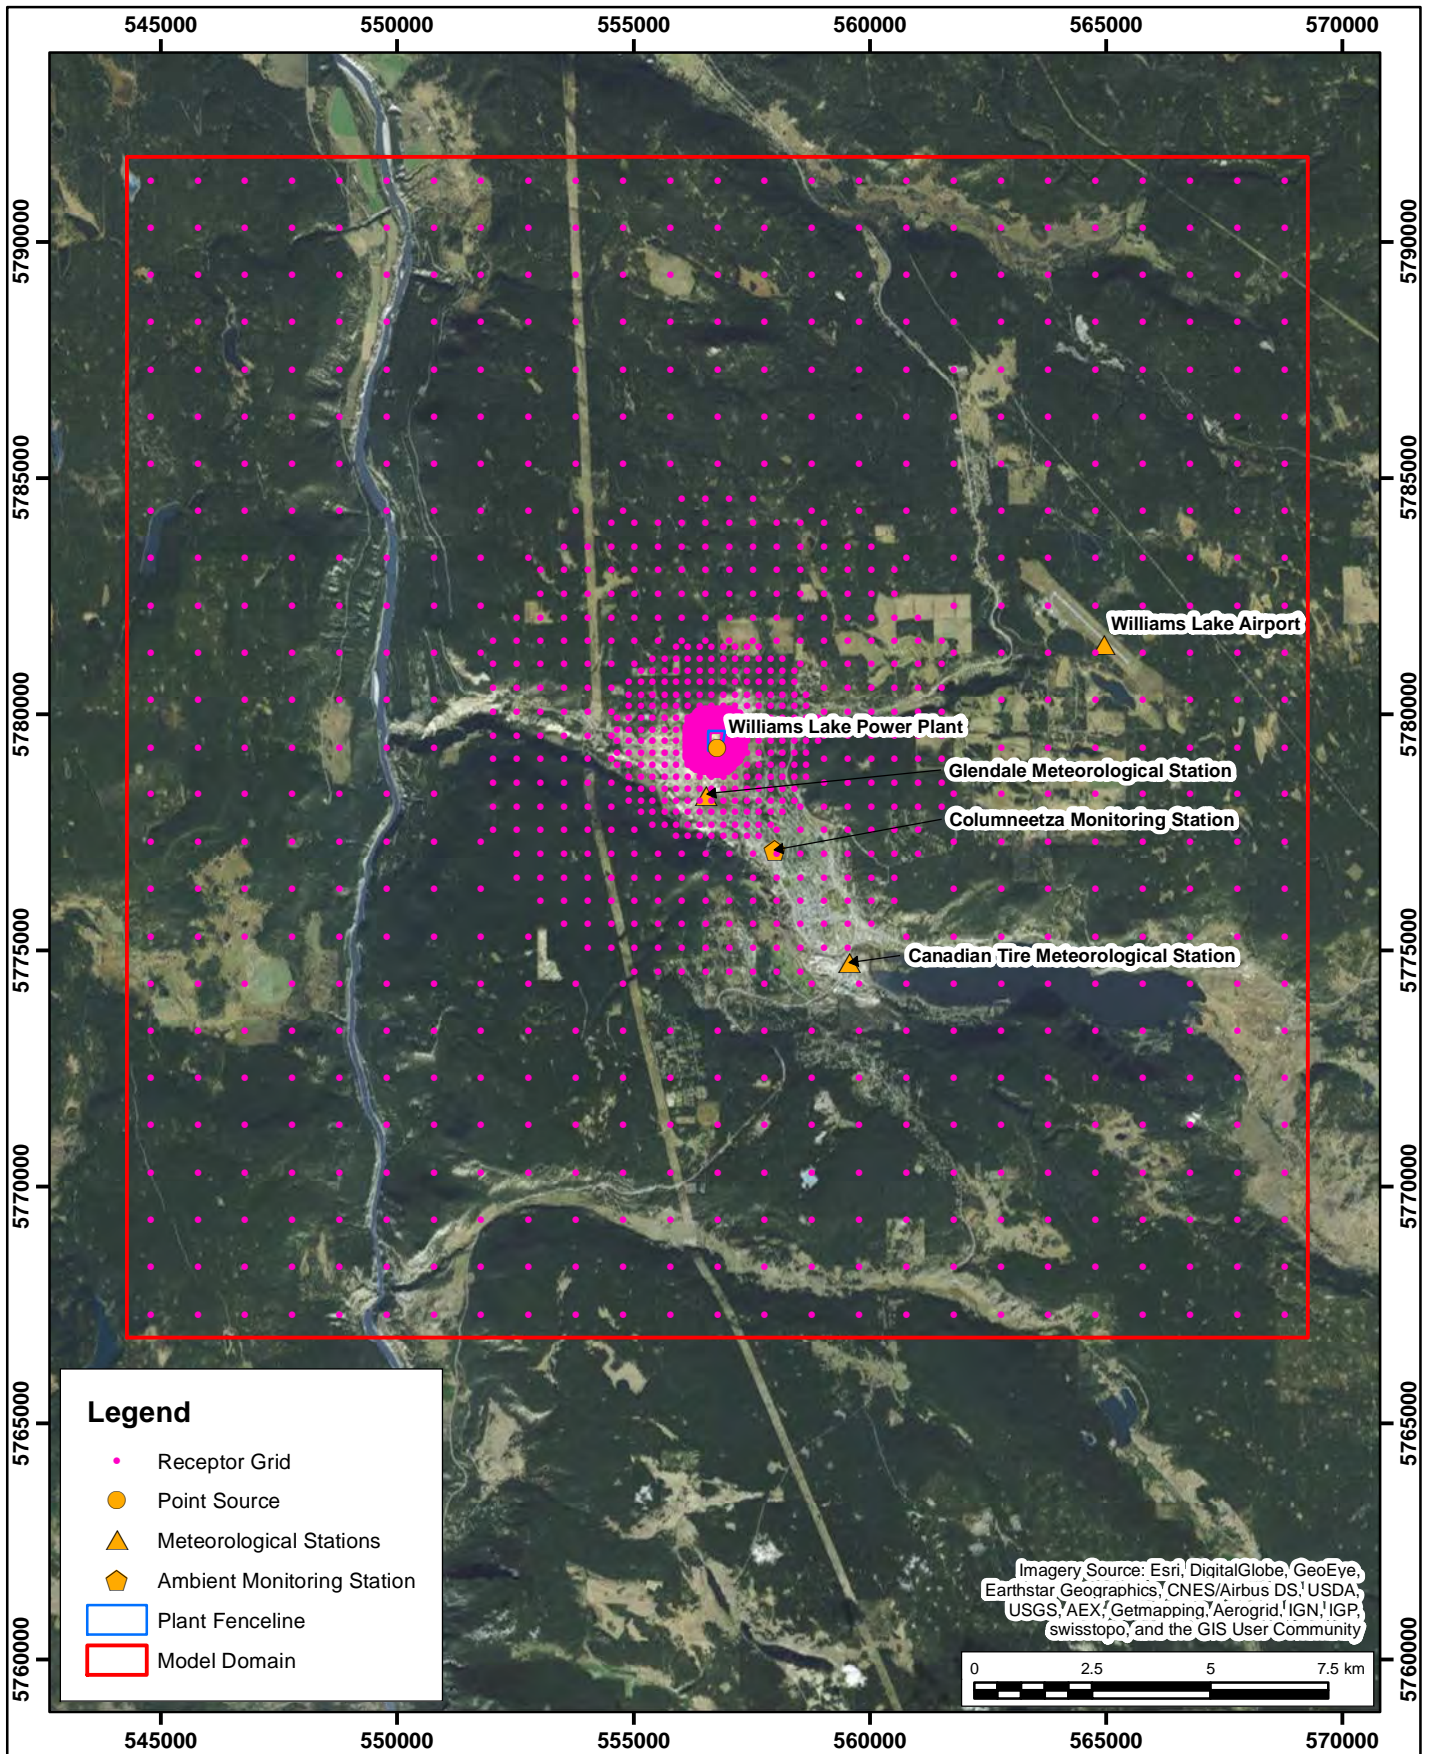 545000 550000 555000 560000 565000 570000
5790000 5790000
5785000 5785000
Williams Lake Airport
5780000 5780000
Williams Lake Power Plant
Glendale Meteorological Station
Columneetza Monitoring Station
5775000 5775000
Canadian Tire Meteorological Station
5770000 5770000
5765000 5765000
Legend
Receptor Grid
Point Source
Meteorological Stations
Ambient Monitoring Station
Plant Fenceline
Model Domain
Imagery Source: Esri, DigitalGlobe, GeoEye,
Earthstar Geographics, CNES/Airbus DS, USDA,
USGS, AEX, Getmapping, Aerogrid, IGN, IGP,
swisstopo, and the GIS User Community
5760000 5760000
0 2.5 5 7.5 km
545000 550000 555000 560000 565000 570000